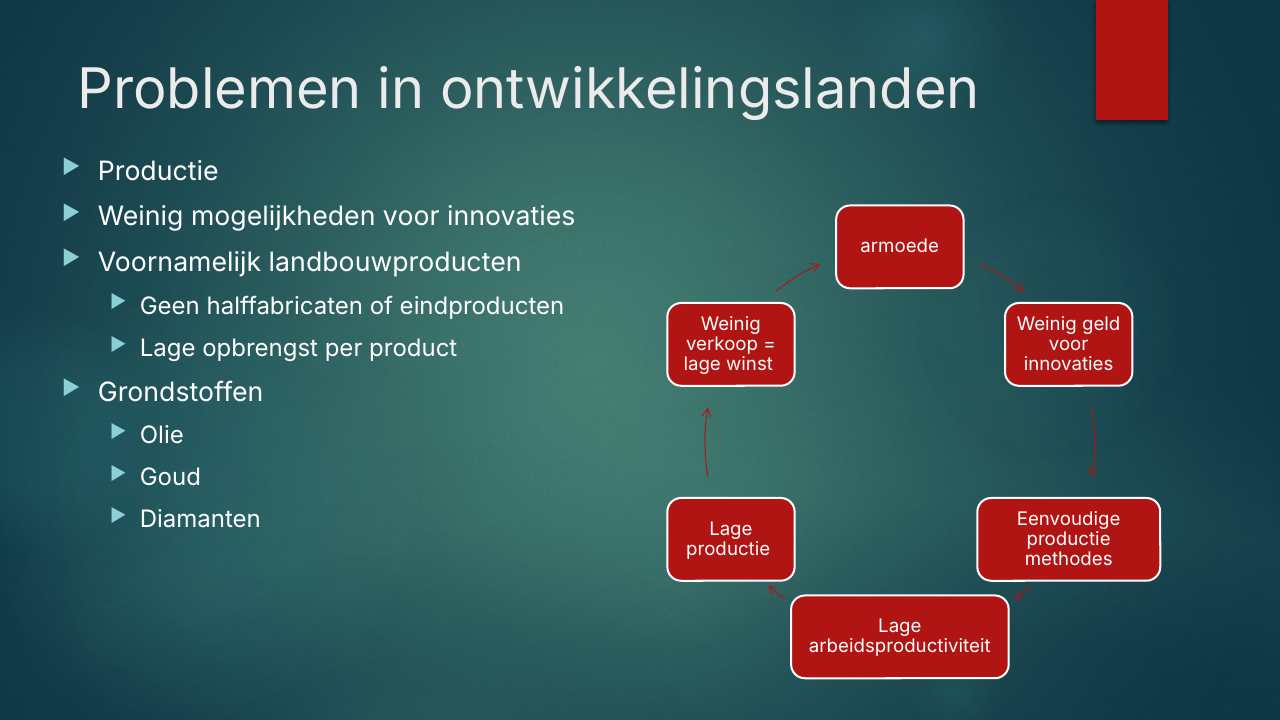 Problemen in ontwikkelingslanden
Productie
Weinig mogelijkheden voor innovaties
Voornamelijk landbouwproducten
Geen halffabricaten of eindproducten
Lage opbrengst per product
Grondstoffen
Olie
Goud
Diamanten
armoede
Weinig geld
voor
innovaties
Eenvoudige
productie
methodes
Lage
arbeidsproductiviteit
Lage
productie
Weinig
verkoop =
lage winst